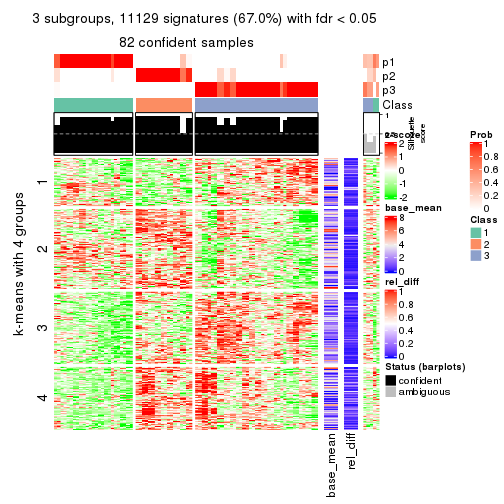 3 subgroups, 11129 signatures (67.0%) with fdr < 0.05
82 confident samples
p1
p2
p3
Class
1
0
Silhouette
score
k-means with 4 groups
1
2
3
4
base_mean
rel_diff
z-score
2
1
0
-1
-2
base_mean
8
6
4
2
0
rel_diff
1
0.8
0.6
0.4
0.2
0
Status (barplots)
confident
ambiguous
Prob
1
0.8
0.6
0.4
0.2
0
Class
1
2
3